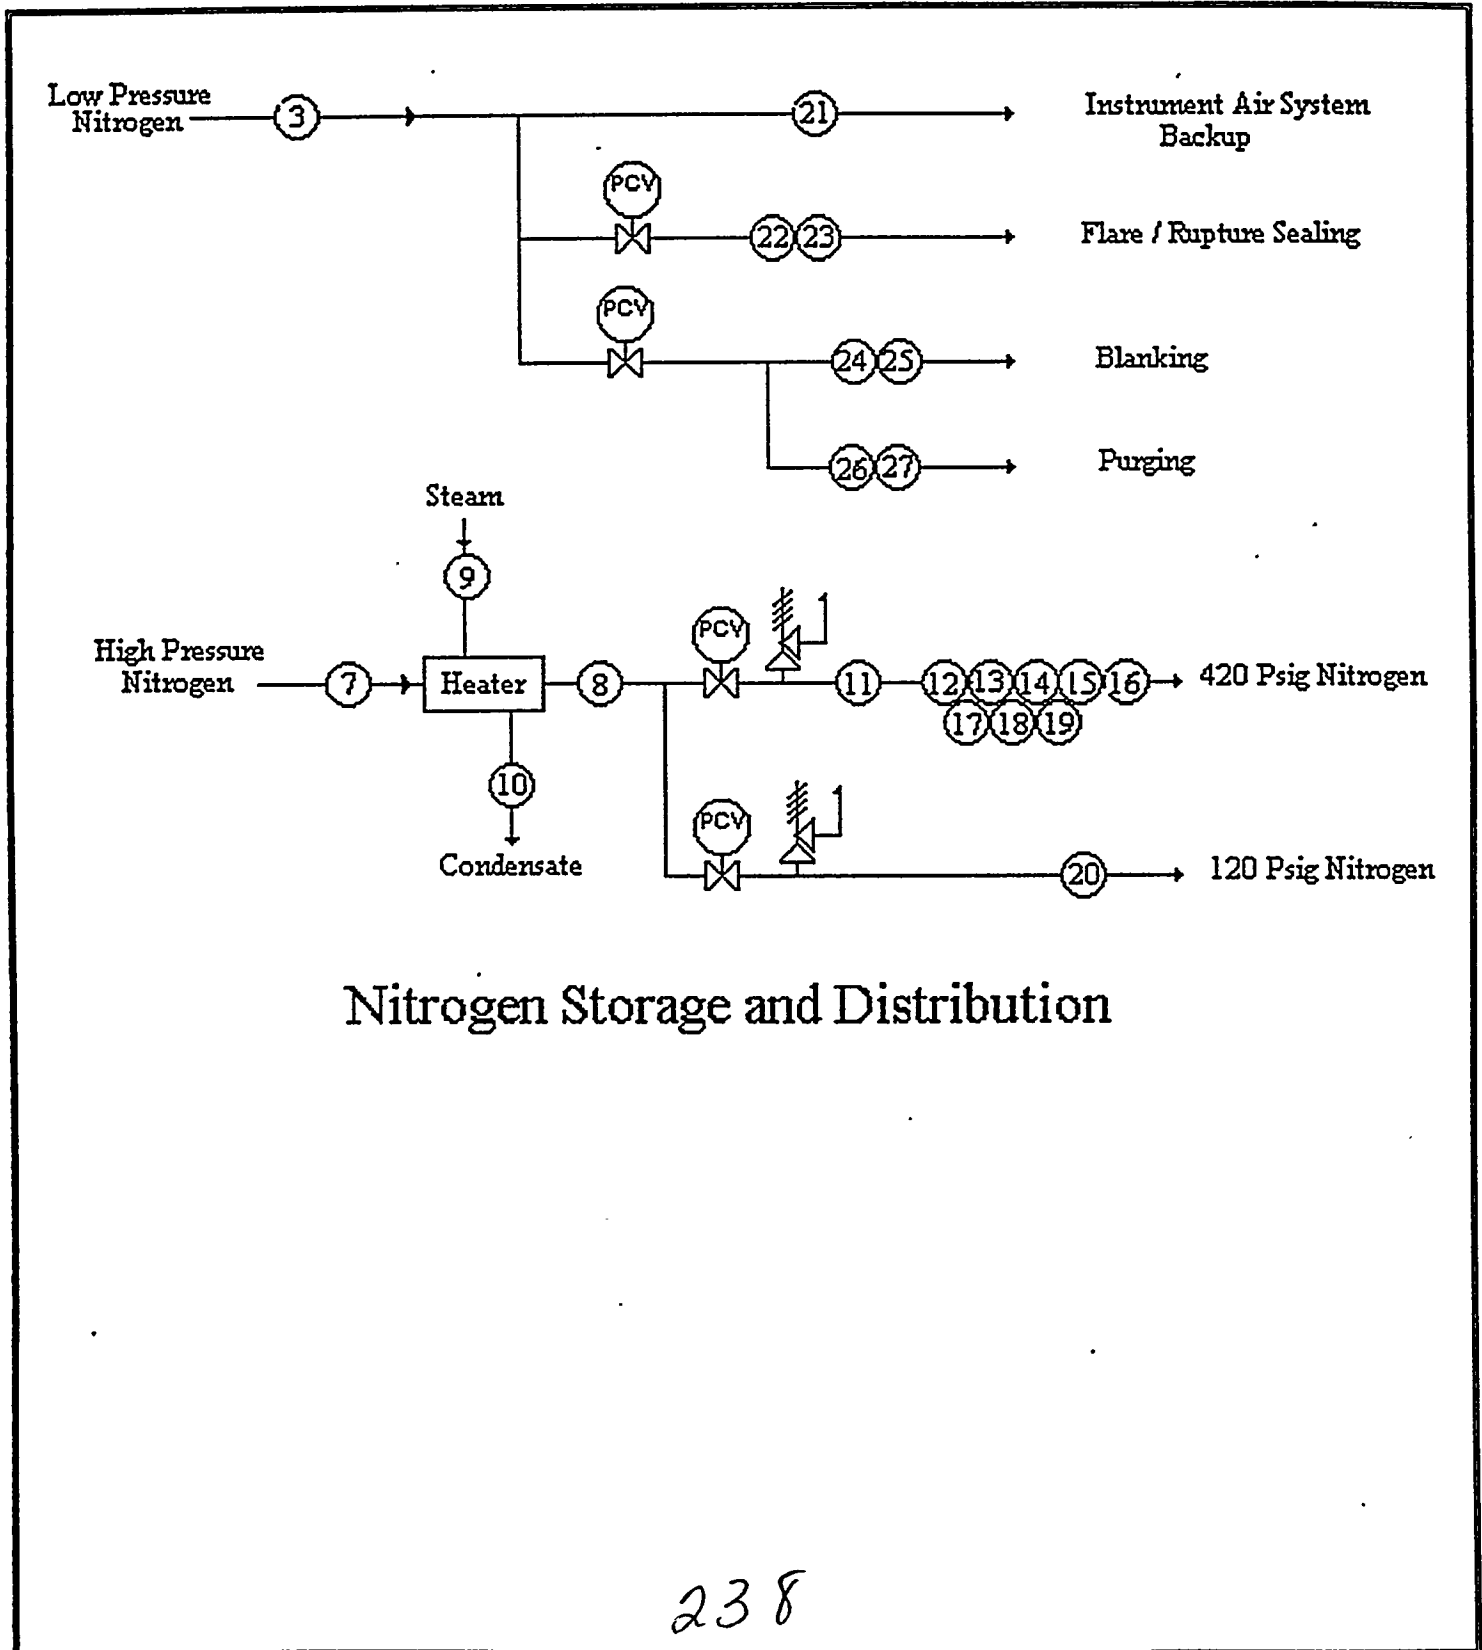 Low Pressure
Nitrogen
3
21
Instrument Air System
Backup
PCV
22 23
Flare / Rupture Sealing
PCV
24 25
Blanking
26 27
Purging
Steam
9
High Pressure
Nitrogen
7
Heater
8
PCV
11
12 13 14 15 16
17 18 19
420 Psig Nitrogen
10
Condensate
PCV
20
120 Psig Nitrogen
Nitrogen Storage and Distribution
238